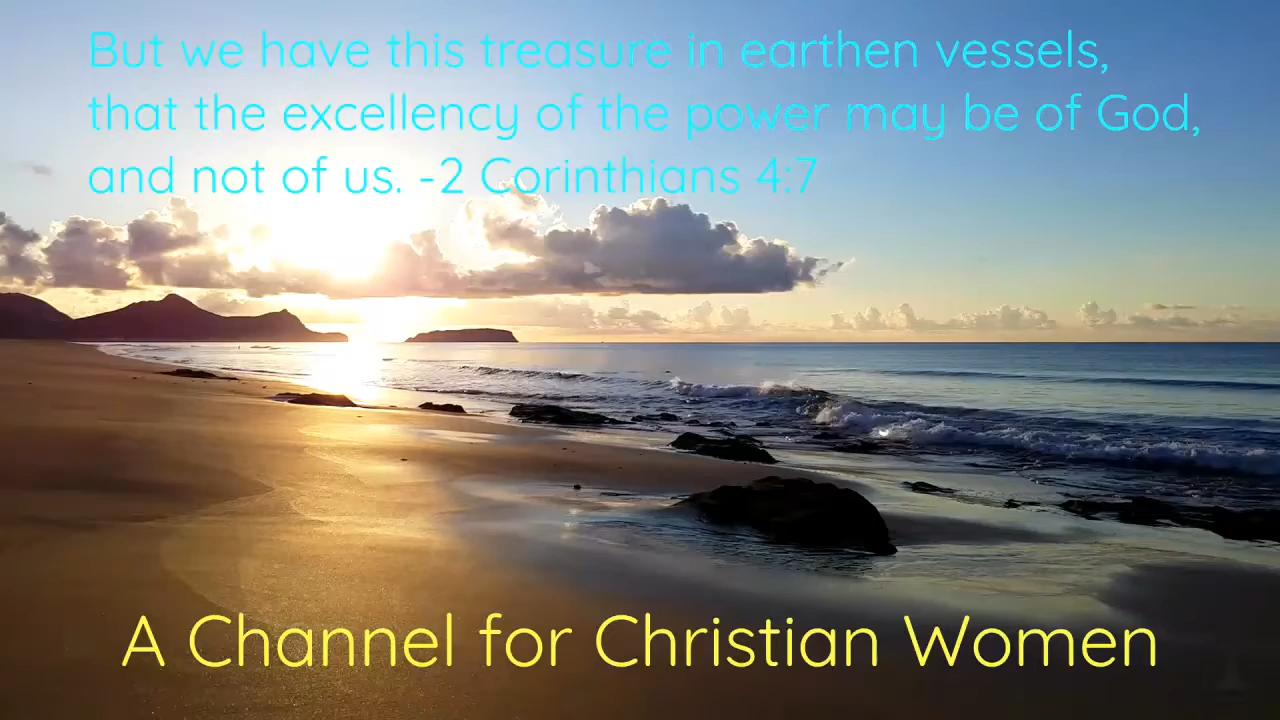 But we have this treasure in earthen vessels,
that the excellency of the power may be of God,
and not of us. -2 Corinthians 4:7
A Channel for Christian Women